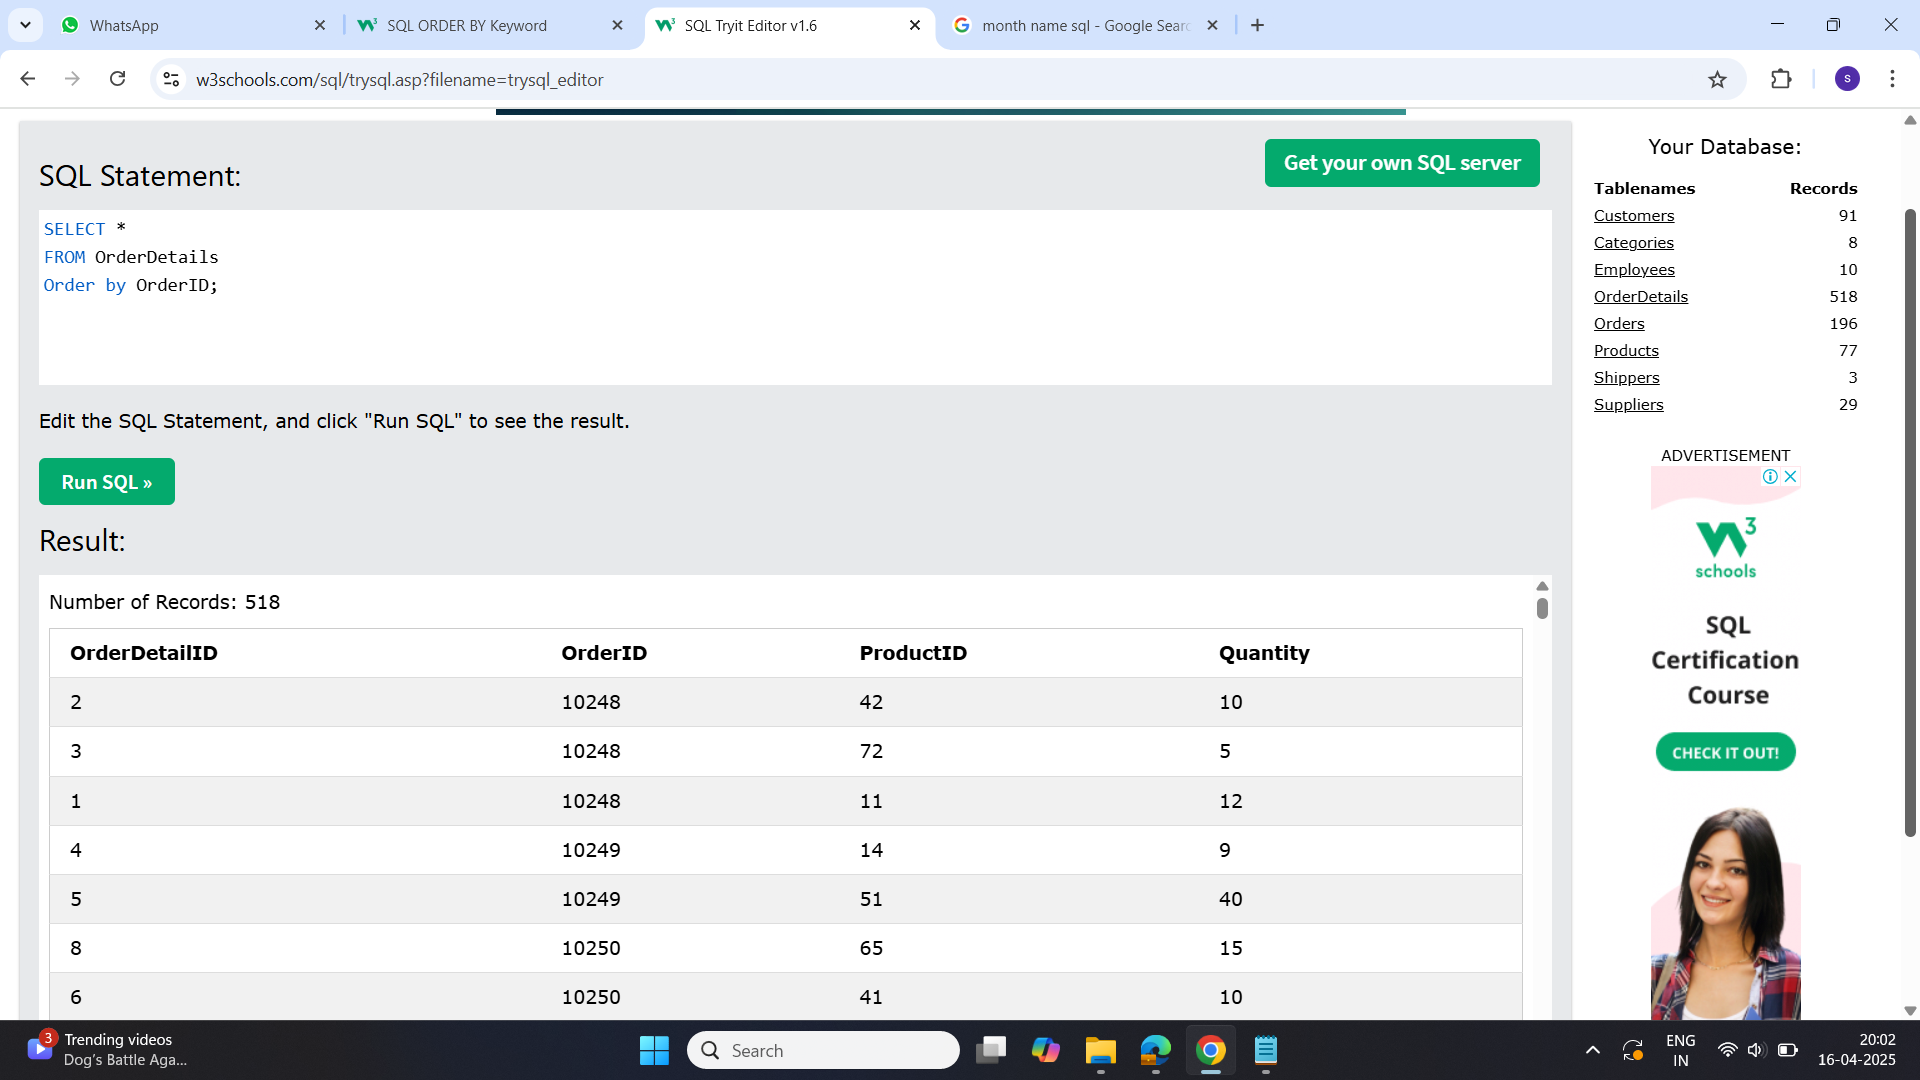 WhatsApp
SQL ORDER BY Keyword
SQL Tryit Editor v1.6
month name sql - Google Searc
w3schools.com/sql/trysql.asp?filename=trysql_editor
S
SQL Statement:
Get your own SQL server
SELECT *
FROM OrderDetails
Order by OrderID;
Edit the SQL Statement, and click "Run SQL" to see the result.
Run SQL »
Result:
Number of Records: 518
OrderDetailID OrderID ProductID Quantity
2 10248 42 10
3 10248 72 5
1 10248 11 12
4 10249 14 9
5 10249 51 40
8 10250 65 15
6 10250 41 10
Your Database:
Tablenames Records
Customers 91
Categories 8
Employees 10
OrderDetails 518
Orders 196
Products 77
Shippers 3
Suppliers 29
ADVERTISEMENT
W3
schools
SQL
Certification
Course
CHECK IT OUT!
3
Trending videos
Dog's Battle Aga...
Search
ENG
IN
20:02
16-04-2025